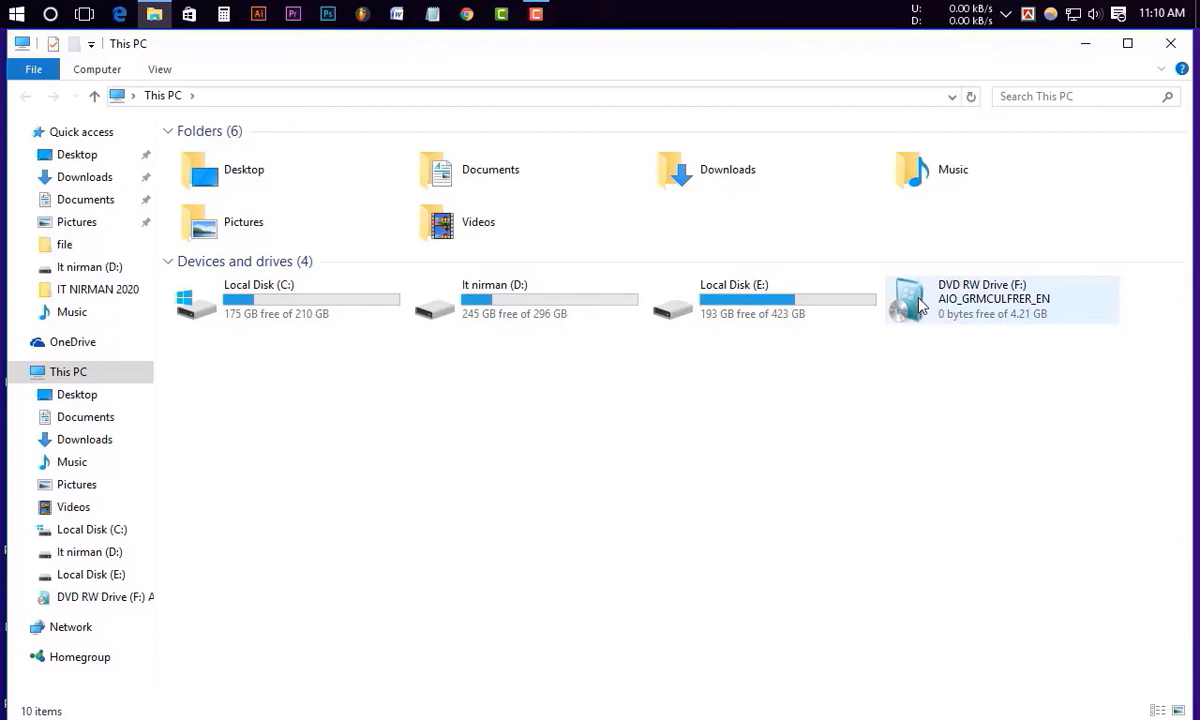 U: 0.00 kB/s
D: 0.00 kB/s
11:10 AM
This PC
File Computer View
This PC
Search This PC
Quick access
Desktop
Downloads
Documents
Pictures
file
It nirman (D:)
IT NIRMAN 2020
Music
OneDrive
This PC
Desktop
Documents
Downloads
Music
Pictures
Videos
Local Disk (C:)
It nirman (D:)
Local Disk (E:)
DVD RW Drive (F:) A
Network
Homegroup
Folders (6)
Desktop
Documents
Downloads
Music
Pictures
Videos
Devices and drives (4)
Local Disk (C:)
175 GB free of 210 GB
It nirman (D:)
245 GB free of 296 GB
Local Disk (E:)
193 GB free of 423 GB
DVD RW Drive (F:)
AIO_GRMCULFRER_EN
0 bytes free of 4.21 GB
10 items